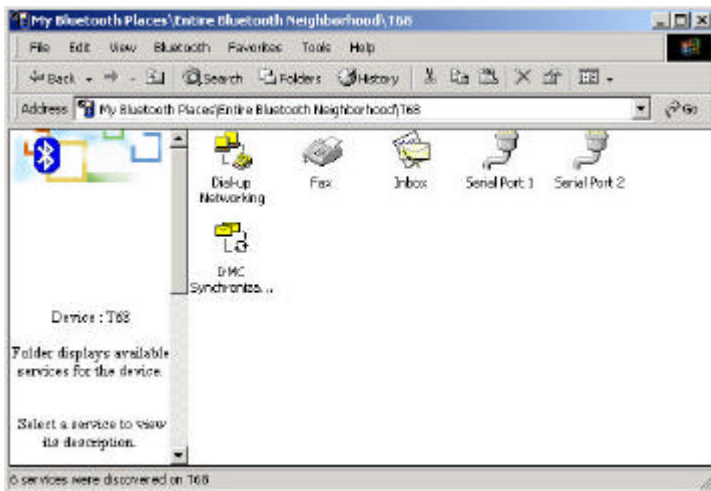 My Bluetooth Places\Entire Bluetooth Neighborhood\T68
File Edit View Bluetooth Favorites Tools Help
Back Search Folders History
Address My Bluetooth Places\Entire Bluetooth Neighborhood\T68 Go
Dial-up Networking
Fax
Inbox
Serial Port 1
Serial Port 2
Synchroniza...
Device : T68
Folder displays available
services for the device.
Select a service to view
its description.
6 services were discovered on T68